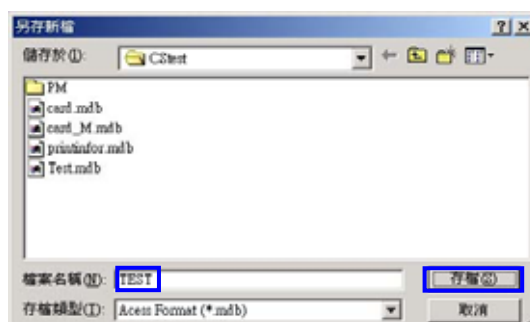 另存新檔
儲存於(I): CStest
PM
card.mdb
card_M.mdb
printinfor.mdb
Test.mdb
檔案名稱(N): TEST 存檔(S)
存檔類型(T): Acess Format (*.mdb) 取消